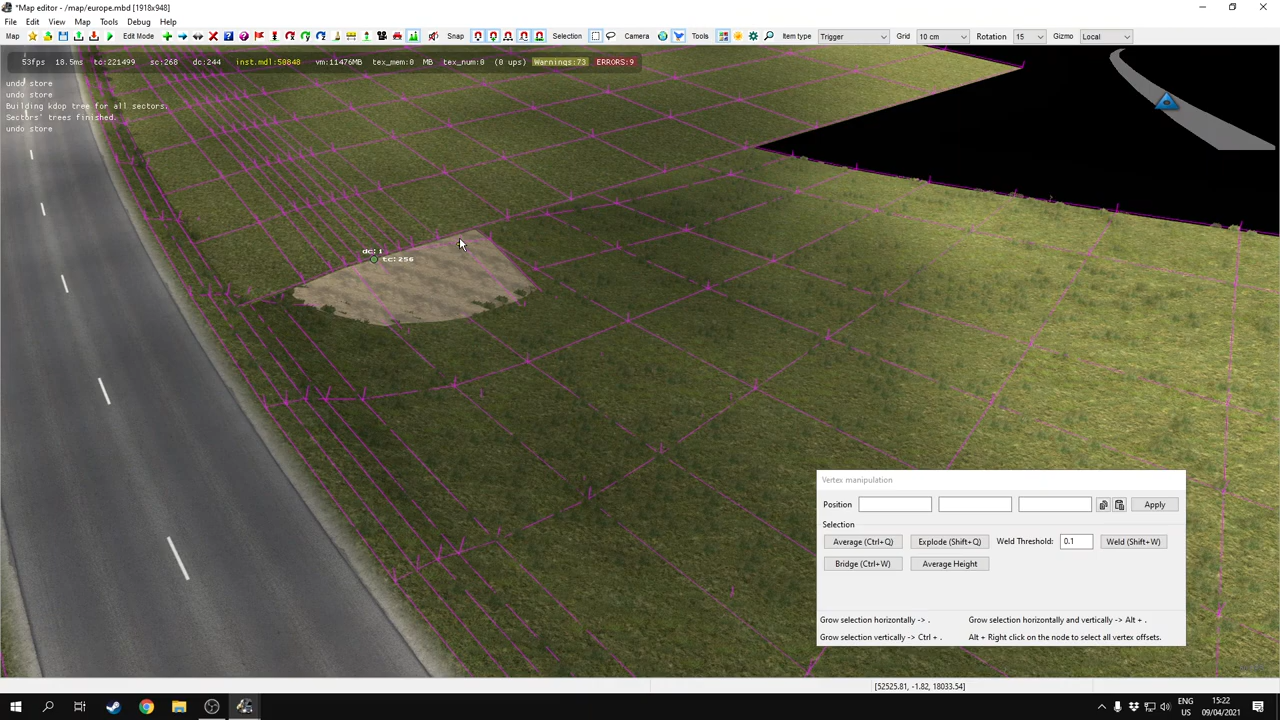 *Map editor - /map/europe.mbd [1918x948]
File Edit View Map Tools Debug Help
Map Edit Mode Snap Selection Camera Tools Item type Trigger Grid 10 cm Rotation 15 Gizmo Local
53fps 18.5ms tc:221499 sc:268 dc:244 inst.mdl:50848 vm:11476MB tex_mem:0 MB tex_num:0 (0 ups) Warnings:73 ERRORS:9
undo store
undo store
Building kdop tree for all sectors.
Sectors' trees finished.
undo store
dc: 1
tc: 256
Vertex manipulation
Position Apply
Selection
Average (Ctrl+Q) Explode (Shift+Q) Weld Threshold: 0.1 Weld (Shift+W)
Bridge (Ctrl+W) Average Height
Grow selection horizontally -> . Grow selection horizontally and vertically -> Alt + .
Grow selection vertically -> Ctrl + . Alt + Right click on the node to select all vertex offsets.
[52525.81, -1.82, 18033.54]
ENG 15:22
US 09/04/2021